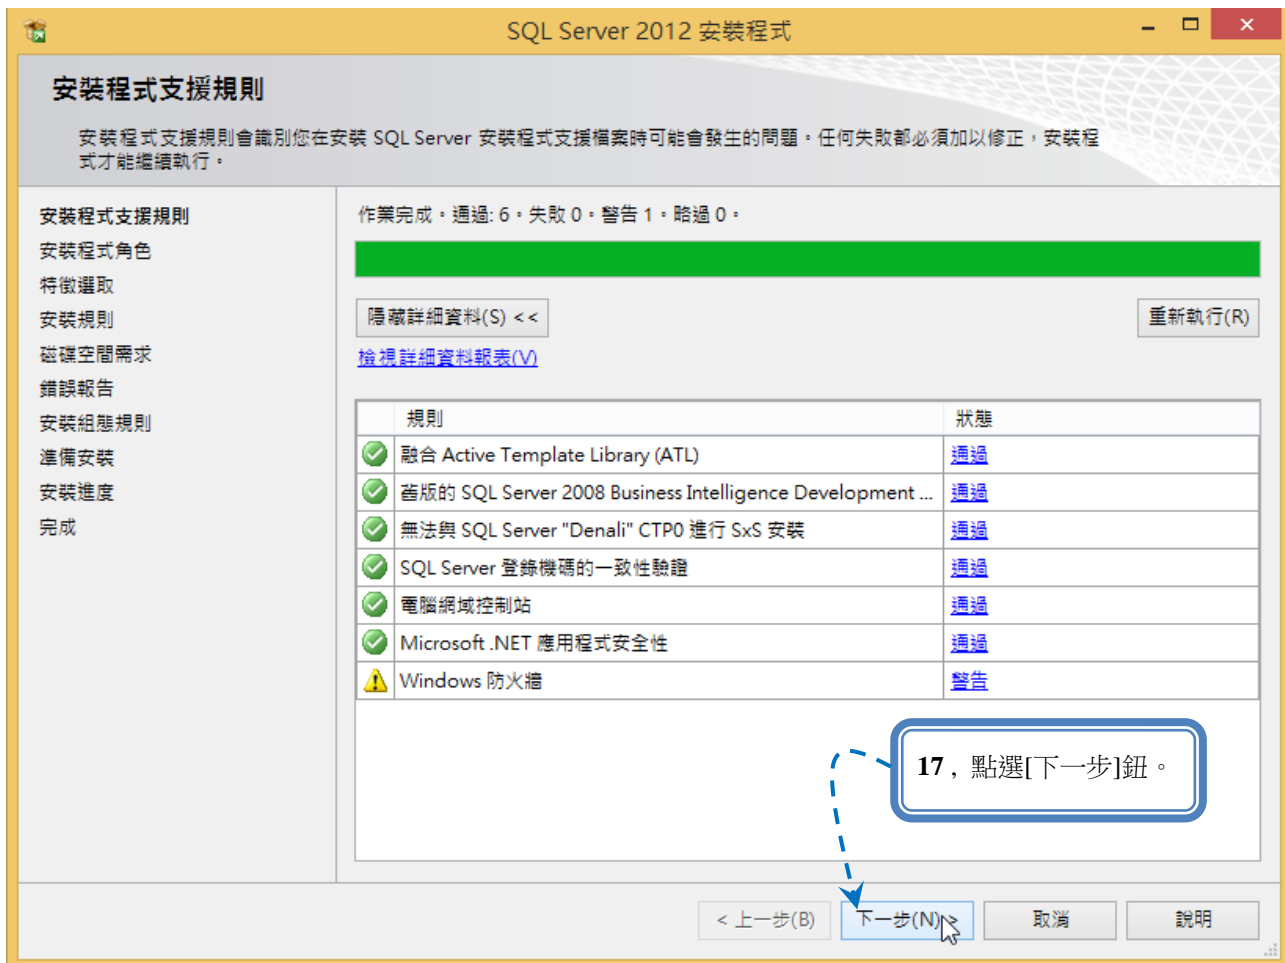 SQL Server 2012 安裝程式
安裝程式支援規則
安裝程式支援規則會識別您在安裝 SQL Server 安裝程式支援檔案時可能會發生的問題。任何失敗都必須加以修正，安裝程
式才能繼續執行。
安裝程式支援規則
安裝程式角色
特徵選取
安裝規則
磁碟空間需求
錯誤報告
安裝組態規則
準備安裝
安裝進度
完成
作業完成。通過: 6。失敗 0。警告 1。略過 0。
隱藏詳細資料(S) <<
重新執行(R)
檢視詳細資料報表(V)
規則 狀態
融合 Active Template Library (ATL) 通過
舊版的 SQL Server 2008 Business Intelligence Development ... 通過
無法與 SQL Server "Denali" CTP0 進行 SxS 安裝 通過
SQL Server 登錄機碼的一致性驗證 通過
電腦網域控制站 通過
Microsoft .NET 應用程式安全性 通過
Windows 防火牆 警告
17 , 點選[下一步]鈕。
< 上一步(B) 下一步(N) > 取消 說明